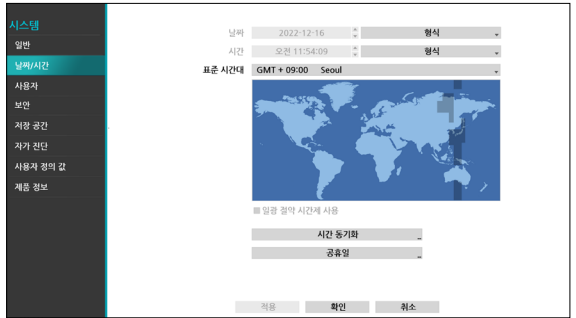 시스템
일반
날짜/시간
사용자
보안
저장 공간
자가 진단
사용자 정의 값
제품 정보
날짜 2022-12-16 형식
시간 오전 11:54:09 형식
표준 시간대 GMT + 09:00 Seoul
일광 절약 시간제 사용
시간 동기화 ...
공휴일 ...
적용 확인 취소